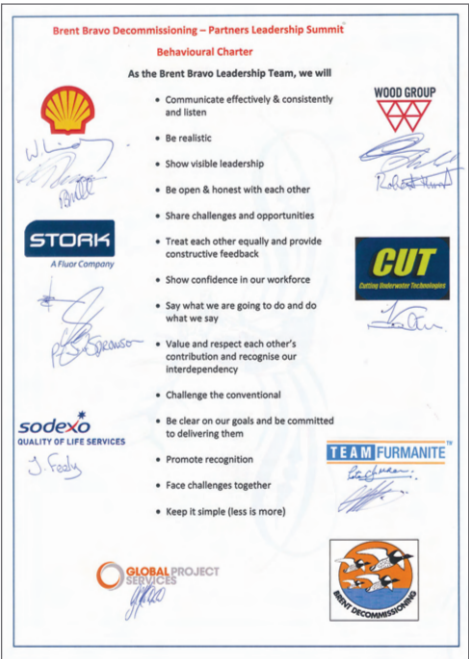 Brent Bravo Decommissioning – Partners Leadership Summit
Behavioural Charter
As the Brent Bravo Leadership Team, we will
• Communicate effectively & consistently
and listen
• Be realistic
• Show visible leadership
• Be open & honest with each other
• Share challenges and opportunities
• Treat each other equally and provide
constructive feedback
• Show confidence in our workforce
• Say what we are going to do and do
what we say
• Value and respect each other's
contribution and recognise our
interdependency
• Challenge the conventional
• Be clear on our goals and be committed
to delivering them
• Promote recognition
• Face challenges together
• Keep it simple (less is more)
STORK
A Fluor Company
sodexo
QUALITY OF LIFE SERVICES
J. Feely
WOOD GROUP
CUT
Cutting Underwater Technologies
TEAM FURMANITE™
GLOBAL PROJECT
SERVICES
BRENT DECOMMISSIONING